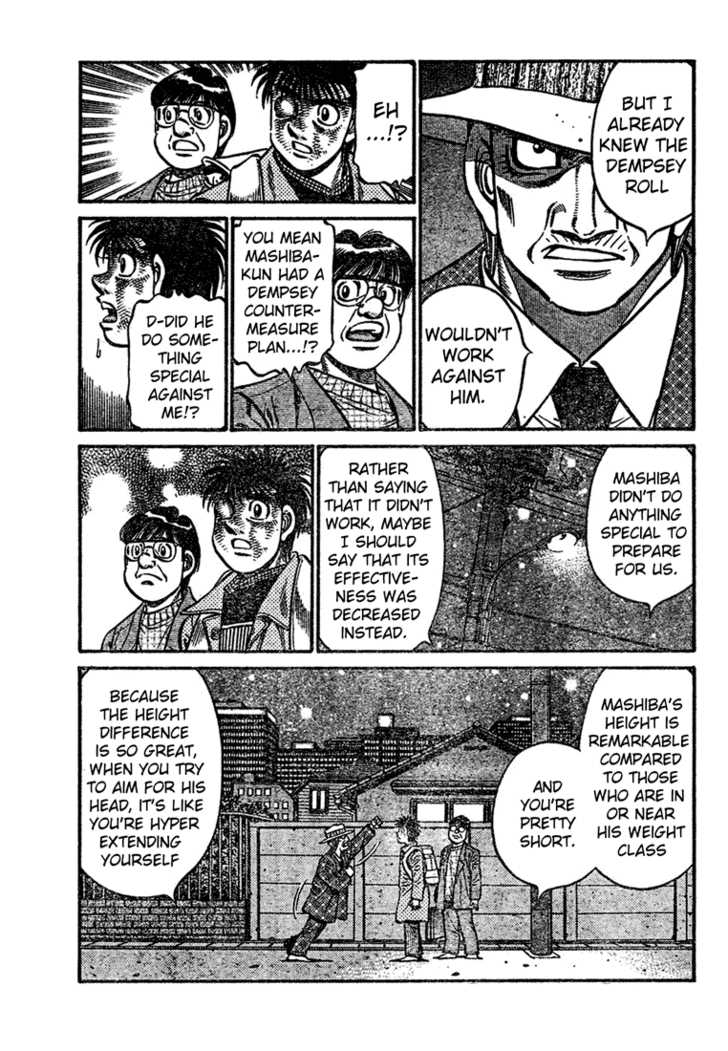 BUT I
ALREADY
KNEW THE
DEMPSEY
ROLL
WOULDN'T
WORK
AGAINST
HIM.
EH
...!?
YOU MEAN
MASHIBA-
KUN HAD A
DEMPSEY
COUNTER-
MEASURE
PLAN...!?
D-DID HE
DO SOME-
THING
SPECIAL
AGAINST
ME!?
MASHIBA
DIDN'T DO
ANYTHING
SPECIAL TO
PREPARE
FOR US.
RATHER
THAN SAYING
THAT IT DIDN'T
WORK, MAYBE
I SHOULD
SAY THAT ITS
EFFECTIVE-
NESS WAS
DECREASED
INSTEAD.
MASHIBA'S
HEIGHT IS
REMARKABLE
COMPARED
TO THOSE
WHO ARE IN
OR NEAR
HIS WEIGHT
CLASS
AND
YOU'RE
PRETTY
SHORT.
BECAUSE
THE HEIGHT
DIFFERENCE
IS SO GREAT,
WHEN YOU TRY
TO AIM FOR HIS
HEAD, IT'S LIKE
YOU'RE HYPER
EXTENDING
YOURSELF